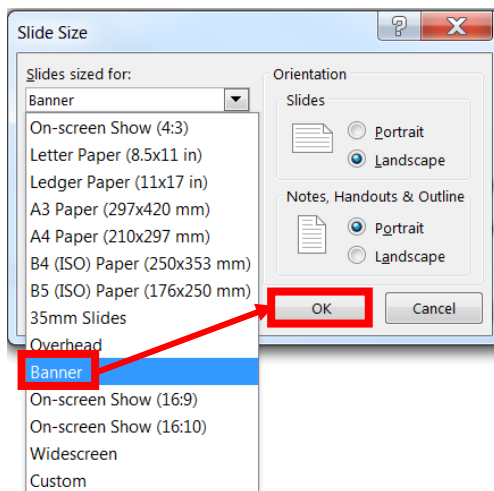 Slide Size
?
X
Slides sized for:
Banner
On-screen Show (4:3)
Letter Paper (8.5x11 in)
Ledger Paper (11x17 in)
A3 Paper (297x420 mm)
A4 Paper (210x297 mm)
B4 (ISO) Paper (250x353 mm)
B5 (ISO) Paper (176x250 mm)
35mm Slides
Overhead
Banner
On-screen Show (16:9)
On-screen Show (16:10)
Widescreen
Custom
Orientation
Slides
Portrait
Landscape
Notes, Handouts & Outline
Portrait
Landscape
OK
Cancel